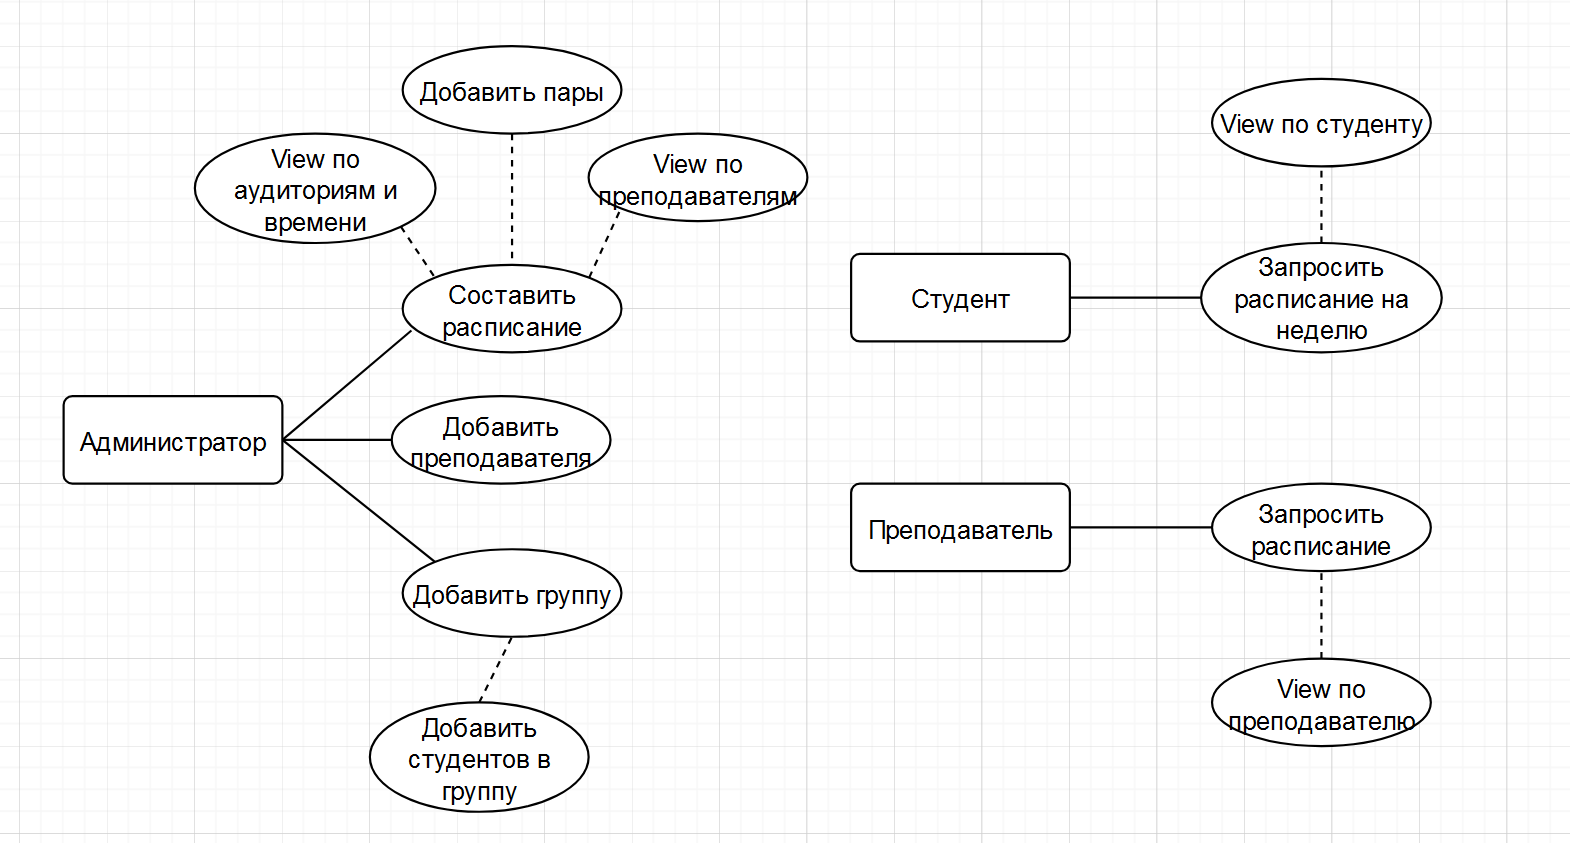 Добавить пары
View по
аудиториям и
времени
View по
преподавателям
Составить
расписание
Администратор
Добавить
преподавателя
Добавить группу
Добавить
студентов в
группу
View по студенту
Студент
Запросить
расписание на
неделю
Преподаватель
Запросить
расписание
View по
преподавателю